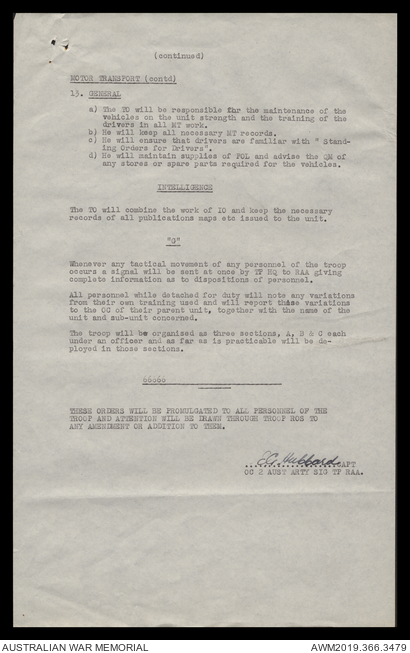 (continued)
MOTOR TRANSPORT (contd)
13. GENERAL
a) The TO will be responsible for the maintenance of the
vehicles on the unit strength and the training of the
drivers in all MT work.
b) He will keep all necessary MT records.
c) He will ensure that drivers are familiar with " Stand-
ing Orders for Drivers".
d) He will maintain supplies of POL and advise the QM of
any stores or spare parts required for the vehicles.
INTELLIGENCE
The TO will combine the work of IO and keep the necessary
records of all publications maps etc issued to the unit.
"G"
Whenever any tactical movement of any personnel of the troop
occurs a signal will be sent at once by TP HQ to RAA giving
complete information as to dispositions of personnel.
All personnel while detached for duty will note any variations
from their own training used and will report these variations
to the OC of their parent unit, together with the name of the
unit and sub-unit concerned.
The troop will be organised as three sections, A, B & C each
under an officer and as far as is practicable will be de-
ployed in those sections.
66666
THESE ORDERS WILL BE PROMULGATED TO ALL PERSONNEL OF THE
TROOP AND ATTENTION WILL BE DRAWN THROUGH TROOP ROS TO
ANY AMENDMENT OR ADDITION TO THEM.
EG Hubbard CAPT
OC 2 AUST ARTY SIG TP RAA.
AUSTRALIAN WAR MEMORIAL
AWM2019.366.3479